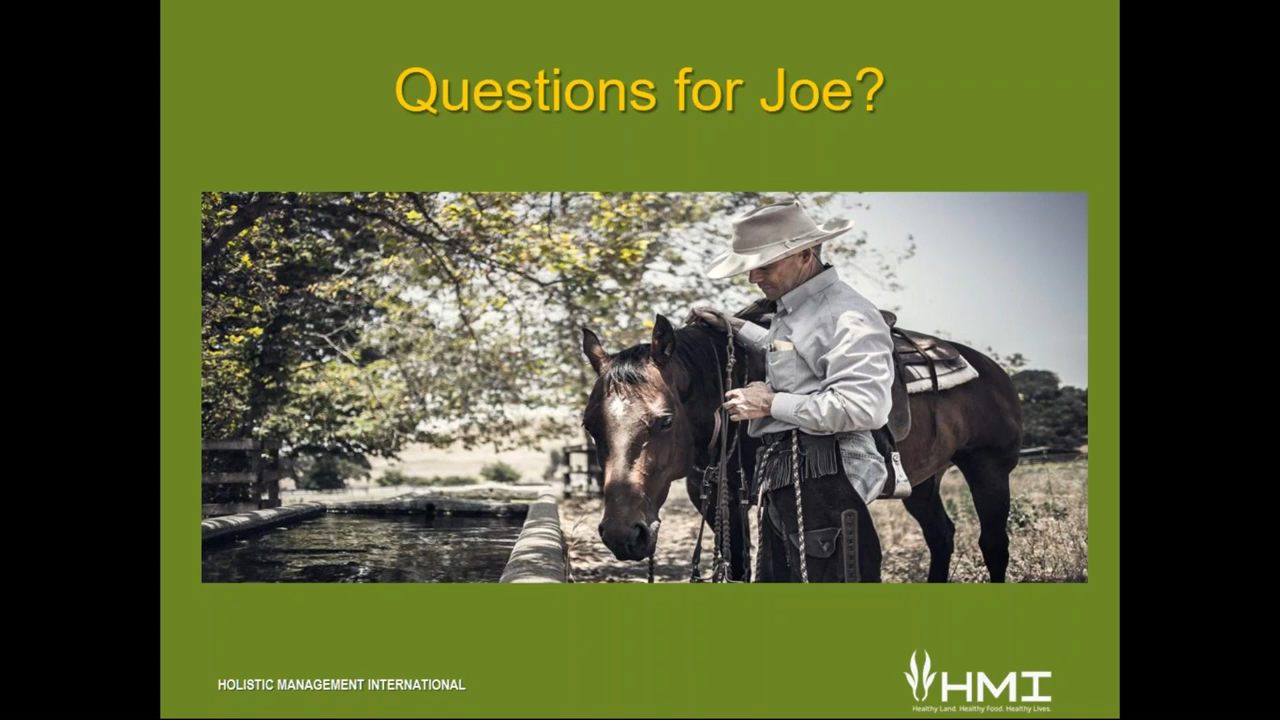 Questions for Joe?
HOLISTIC MANAGEMENT INTERNATIONAL
HMI
Healthy Land. Healthy Food. Healthy Lives.